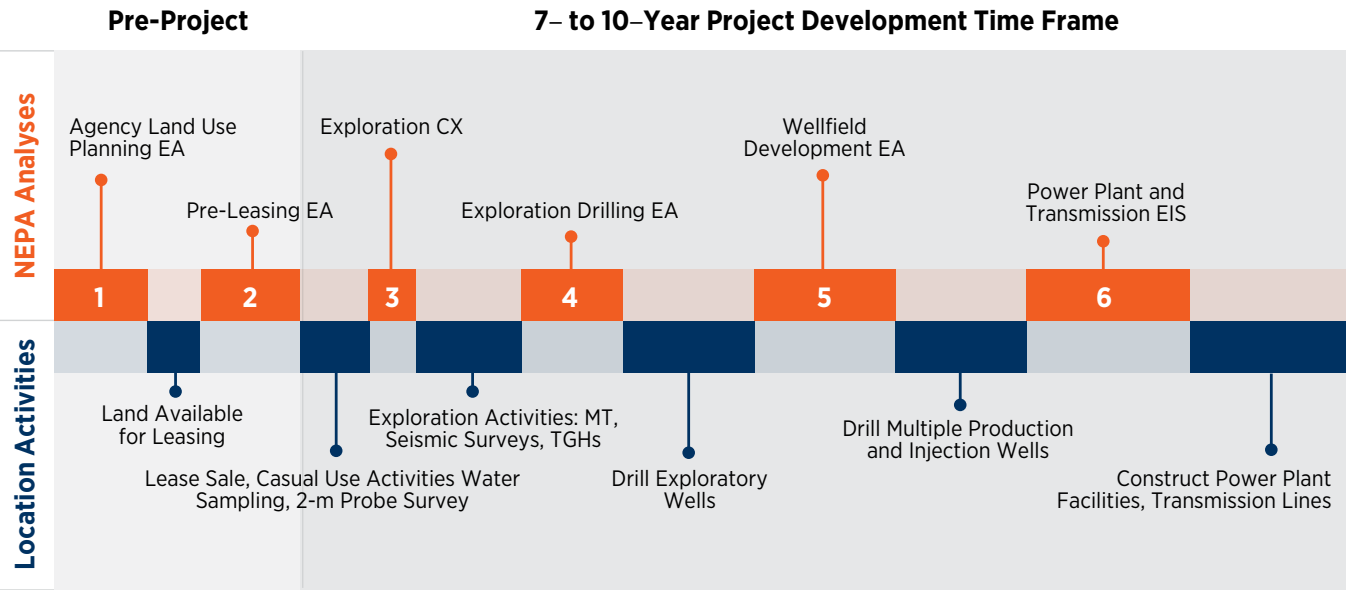 Pre-Project
7– to 10–Year Project Development Time Frame
NEPA Analyses
Agency Land Use
Planning EA
Pre-Leasing EA
Exploration CX
Exploration Drilling EA
Wellfield
Development EA
Power Plant and
Transmission EIS
1
2
3
4
5
6
Location Activities
Land Available
for Leasing
Lease Sale, Casual Use Activities Water
Sampling, 2-m Probe Survey
Exploration Activities: MT,
Seismic Surveys, TGHs
Drill Exploratory
Wells
Drill Multiple Production
and Injection Wells
Construct Power Plant
Facilities, Transmission Lines